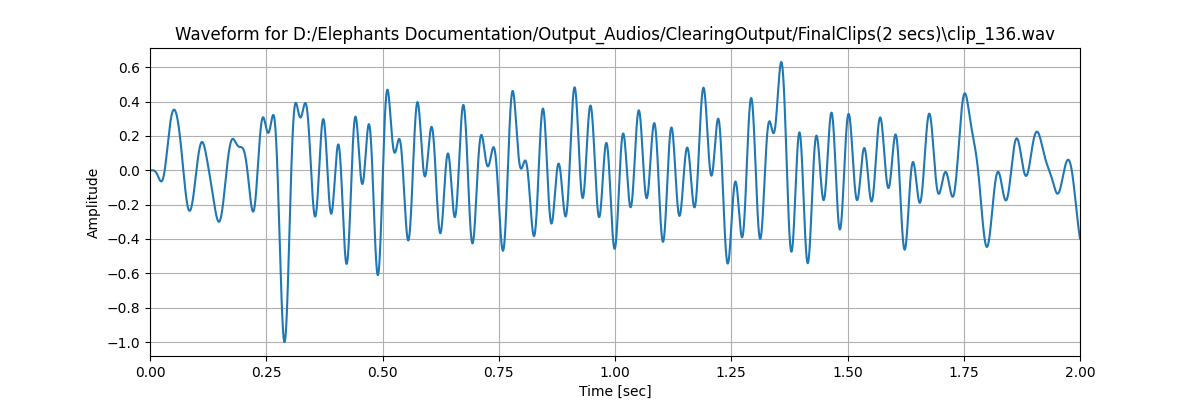 Waveform for D:/Elephants Documentation/Output_Audios/ClearingOutput/FinalClips(2 secs)\clip_136.wav
0.6
0.4
0.2
0.0
−0.2
−0.4
−0.6
−0.8
−1.0
Amplitude
0.00 0.25 0.50 0.75 1.00 1.25 1.50 1.75 2.00
Time [sec]